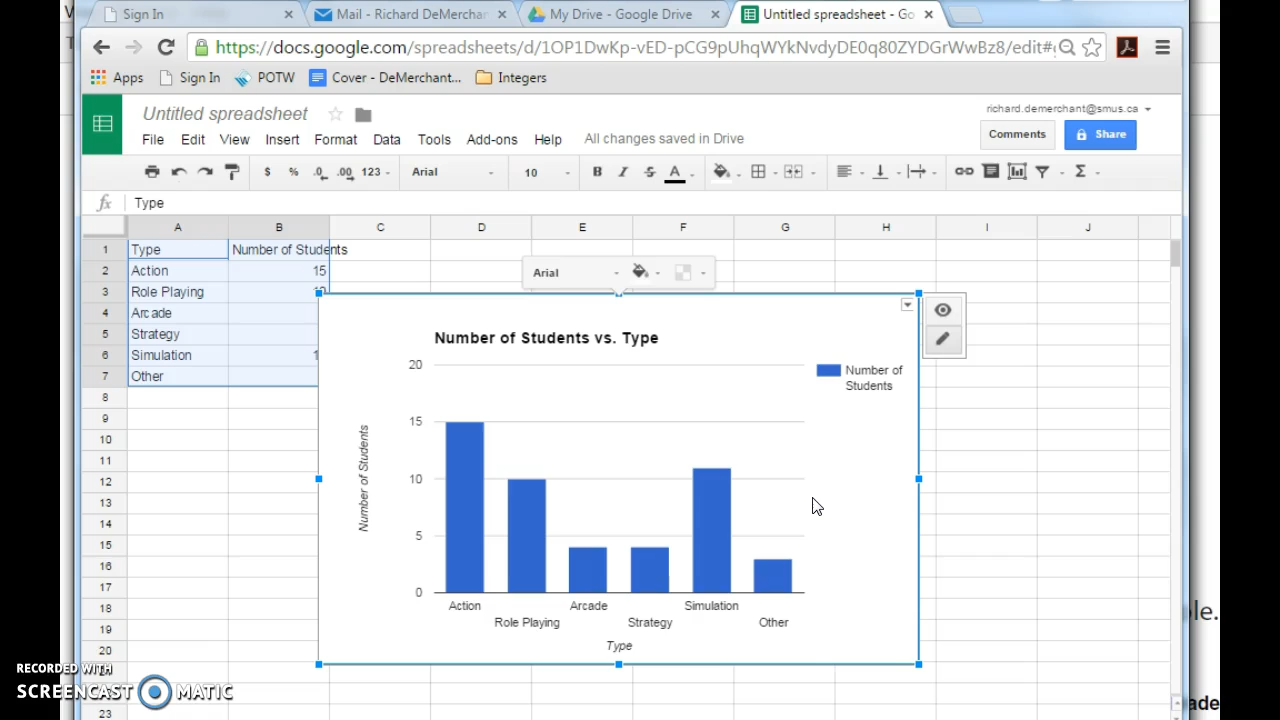 Sign In
Mail - Richard DeMerchan
My Drive - Google Drive
Untitled spreadsheet - Go
https://docs.google.com/spreadsheets/d/1OP1DwKp-vED-pCG9pUhqWYkNvdyDE0q80ZYDGrWwBz8/edit#
Apps
Sign In
POTW
Cover - DeMerchant...
Integers
Untitled spreadsheet
richard.demerchant@smus.ca
File Edit View Insert Format Data Tools Add-ons Help All changes saved in Drive
Comments
Share
$ % .0 .00 123 Arial 10 B I S A Σ
fx Type
A B C D E F G H I J
1 Type Number of Students
2 Action 15
3 Role Playing
4 Arcade
5 Strategy
6 Simulation 1
7 Other
8
9
10
11
12
13
14
15
16
17
18
19
20
23
Arial
Number of Students vs. Type
20
15
10
5
0
Number of Students
Number of
Students
Action
Role Playing
Arcade
Strategy
Simulation
Other
Type
ole.
ade
RECORDED WITH
SCREENCAST MATIC